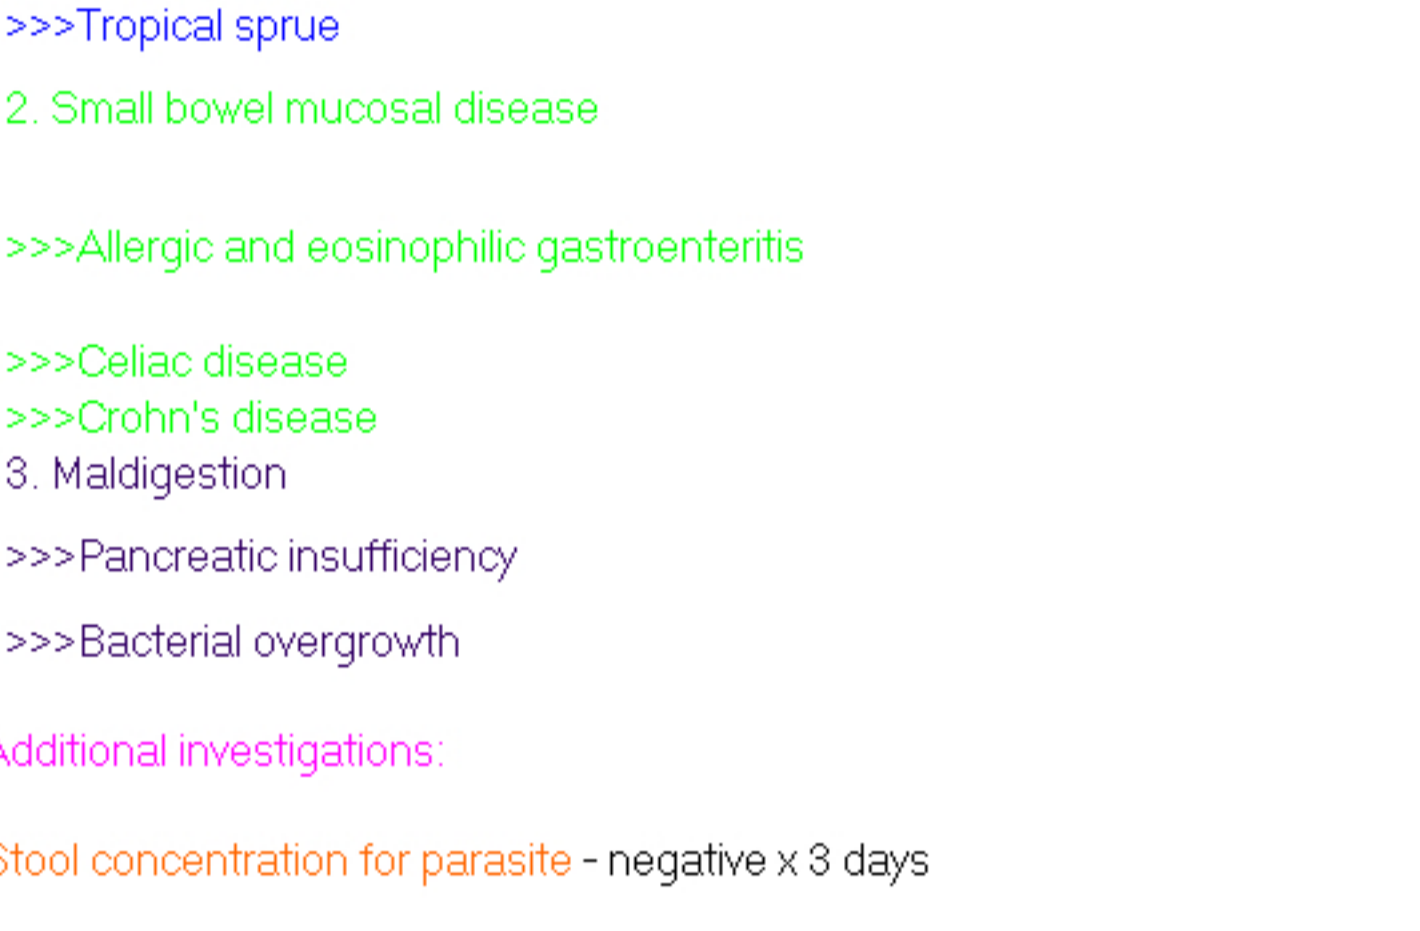 >>>Tropical sprue
2. Small bowel mucosal disease
>>>Allergic and eosinophilic gastroenteritis
>>>Celiac disease
>>>Crohn's disease
3. Maldigestion
>>>Pancreatic insufficiency
>>>Bacterial overgrowth
Additional investigations:
Stool concentration for parasite - negative x 3 days